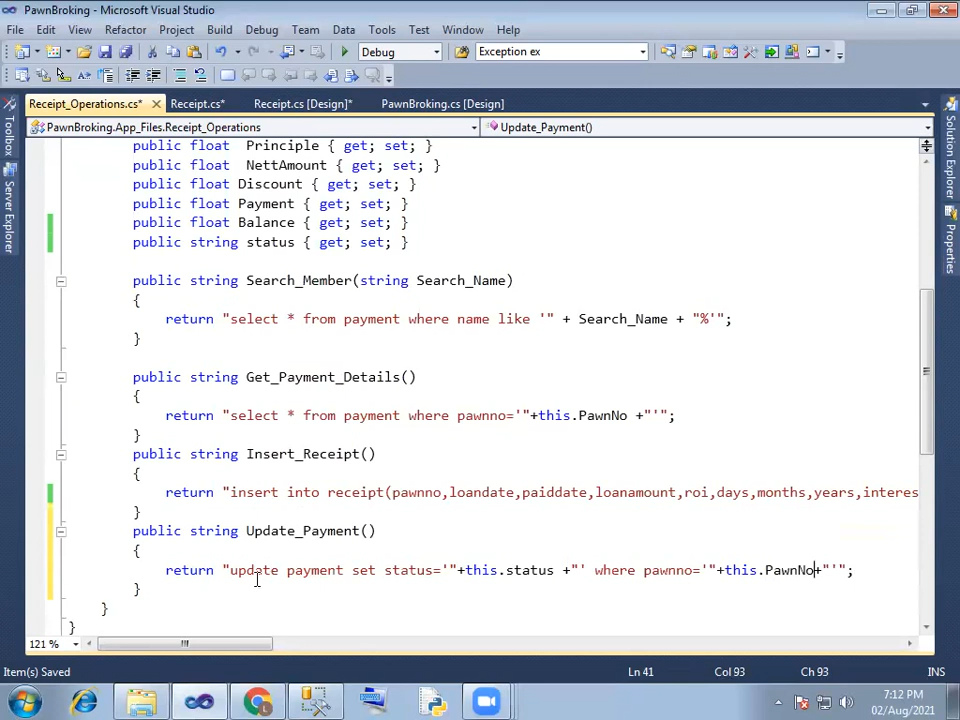 PawnBroking - Microsoft Visual Studio
File Edit View Refactor Project Build Debug Team Data Tools Test Window Help
Debug Exception ex
Receipt_Operations.cs* Receipt.cs* Receipt.cs [Design]* PawnBroking.cs [Design]
PawnBroking.App_Files.Receipt_Operations Update_Payment()
Toolbox
Server Explorer
Solution Explorer
Properties
public float Principle { get; set; }
public float NettAmount { get; set; }
public float Discount { get; set; }
public float Payment { get; set; }
public float Balance { get; set; }
public string status { get; set; }
public string Search_Member(string Search_Name)
{
return "select * from payment where name like '" + Search_Name + "%'";
}
public string Get_Payment_Details()
{
return "select * from payment where pawnno='"+this.PawnNo +"'";
}
public string Insert_Receipt()
{
return "insert into receipt(pawnno,loandate,paiddate,loanamount,roi,days,months,years,interes
}
public string Update_Payment()
{
return "update payment set status='"+this.status +"' where pawnno='"+this.PawnNo+"'";
}
}
}
121 %
Item(s) Saved Ln 41 Col 93 Ch 93 INS
7:12 PM
02/Aug/2021